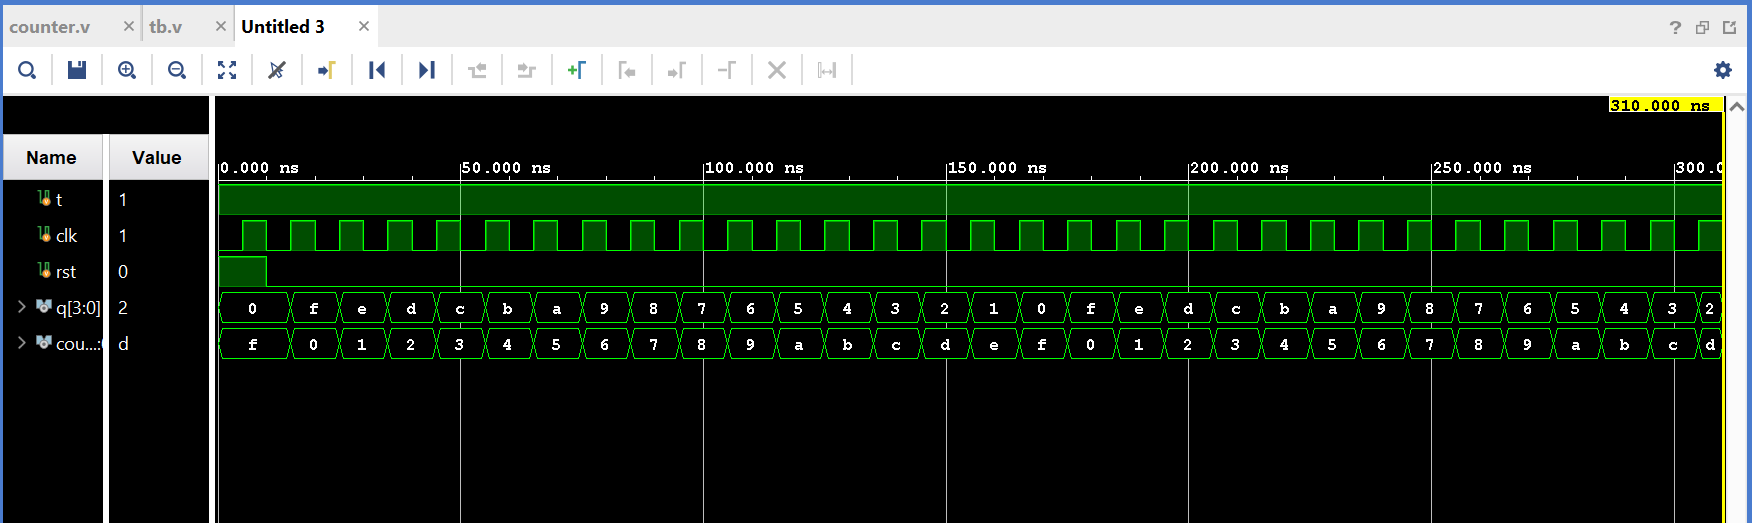 counter.v × tb.v × Untitled 3 × ?
310.000 ns
Name Value
0.000 ns 50.000 ns 100.000 ns 150.000 ns 200.000 ns 250.000 ns 300.0
t 1
clk 1
rst 0
q[3:0] 2 0 f e d c b a 9 8 7 6 5 4 3 2 1 0 f e d c b a 9 8 7 6 5 4 3 2
cou...:( d f 0 1 2 3 4 5 6 7 8 9 a b c d e f 0 1 2 3 4 5 6 7 8 9 a b c d